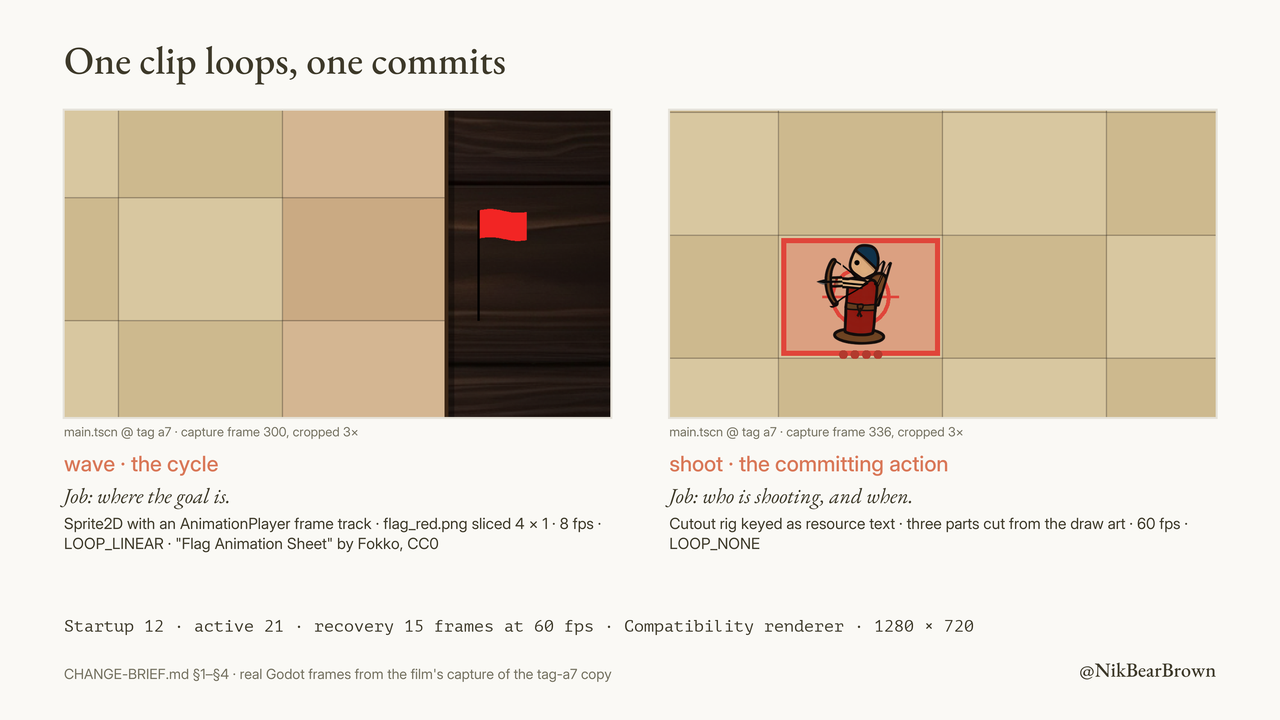 One clip loops, one commits
main.tscn @ tag a7 · capture frame 300, cropped 3×
wave · the cycle
Job: where the goal is.
Sprite2D with an AnimationPlayer frame track · flag_red.png sliced 4 × 1 · 8 fps ·
LOOP_LINEAR · "Flag Animation Sheet" by Fokko, CC0
main.tscn @ tag a7 · capture frame 336, cropped 3×
shoot · the committing action
Job: who is shooting, and when.
Cutout rig keyed as resource text · three parts cut from the draw art · 60 fps ·
LOOP_NONE
Startup 12 · active 21 · recovery 15 frames at 60 fps · Compatibility renderer · 1280 × 720
CHANGE-BRIEF.md §1–§4 · real Godot frames from the film's capture of the tag-a7 copy
@NikBearBrown